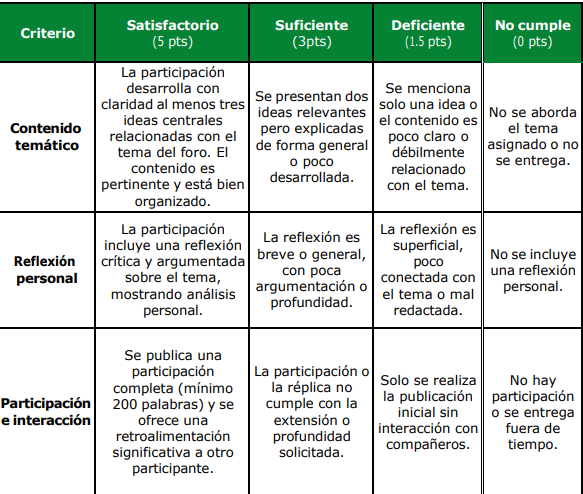 Criterio
Satisfactorio
(5 pts)
Suficiente
(3pts)
Deficiente
(1.5 pts)
No cumple
(0 pts)
Contenido
temático
La participación
desarrolla con
claridad al menos tres
ideas centrales
relacionadas con el
tema del foro. El
contenido es
pertinente y está bien
organizado.
Se presentan dos
ideas relevantes
pero explicadas
de forma general
o poco
desarrollada.
Se menciona
solo una idea o
el contenido es
poco claro o
débilmente
relacionado
con el tema.
No se aborda
el tema
asignado o no
se entrega.
Reflexión
personal
La participación
incluye una reflexión
crítica y argumentada
sobre el tema,
mostrando análisis
personal.
La reflexión es
breve o general,
con poca
argumentación o
profundidad.
La reflexión es
superficial,
poco
conectada con
el tema o mal
redactada.
No se incluye
una reflexión
personal.
Participación
e interacción
Se publica una
participación
completa (mínimo
200 palabras) y se
ofrece una
retroalimentación
significativa a otro
participante.
La participación o
la réplica no
cumple con la
extensión o
profundidad
solicitada.
Solo se realiza
la publicación
inicial sin
interacción con
compañeros.
No hay
participación
o se entrega
fuera de
tiempo.